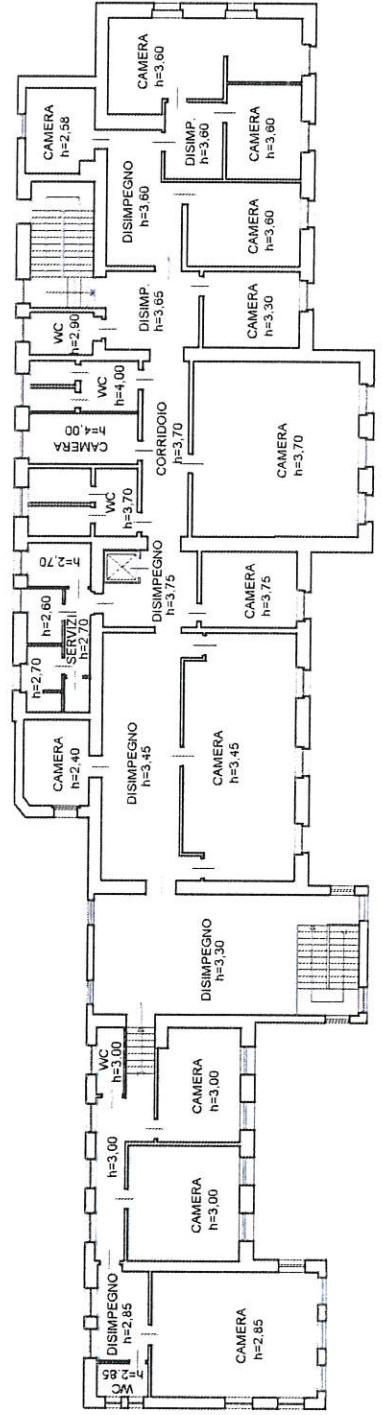 CAMERA
h=3,60
CAMERA
h=2,58
DISIMP.
h=3,60
CAMERA
h=3,60
DISIMPEGNO
h=3,60
CAMERA
h=3,60
DISIMP.
h=3,65
CAMERA
h=3,30
WC
h=2,90
WC
h=4,00
CAMERA
h=4,00
CORRIDOIO
h=3,70
CAMERA
h=3,70
WC
h=3,70
DISIMPEGNO
h=3,75
CAMERA
h=3,75
h=2,70
h=2,60
SERVIZI
h=2,70
h=2,70
CAMERA
h=2,40
DISIMPEGNO
h=3,45
CAMERA
h=3,45
DISIMPEGNO
h=3,30
WC
h=3,00
CAMERA
h=3,00
h=3,00
CAMERA
h=3,00
DISIMPEGNO
h=2,85
WC
h=2,85
CAMERA
h=2,85